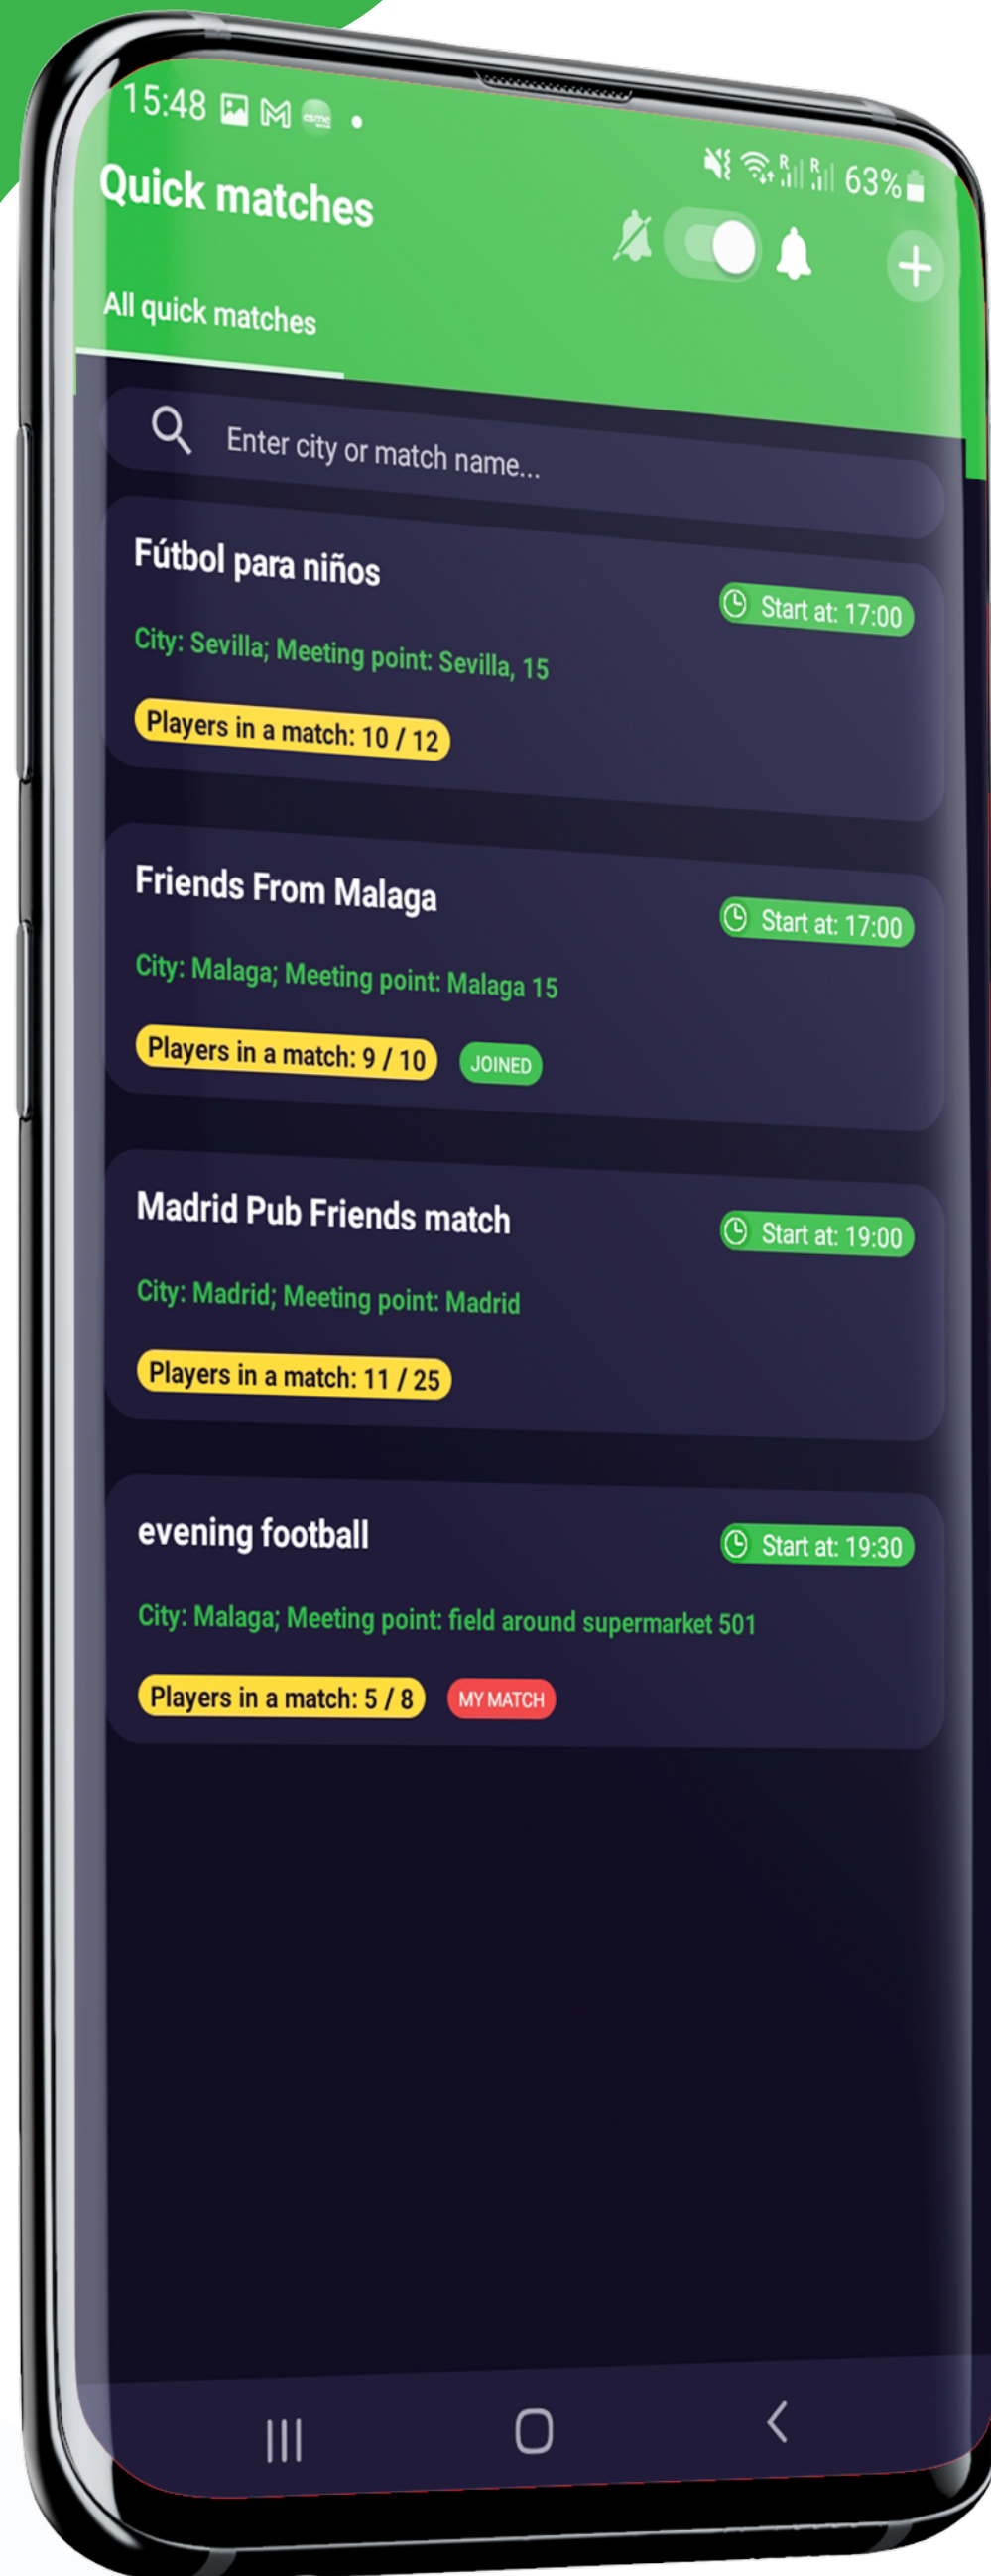 15:48
63%
Quick matches
All quick matches
Enter city or match name...
Fútbol para niños
Start at: 17:00
City: Sevilla; Meeting point: Sevilla, 15
Players in a match: 10 / 12
Friends From Malaga
Start at: 17:00
City: Malaga; Meeting point: Malaga 15
Players in a match: 9 / 10
JOINED
Madrid Pub Friends match
Start at: 19:00
City: Madrid; Meeting point: Madrid
Players in a match: 11 / 25
evening football
Start at: 19:30
City: Malaga; Meeting point: field around supermarket 501
Players in a match: 5 / 8
MY MATCH